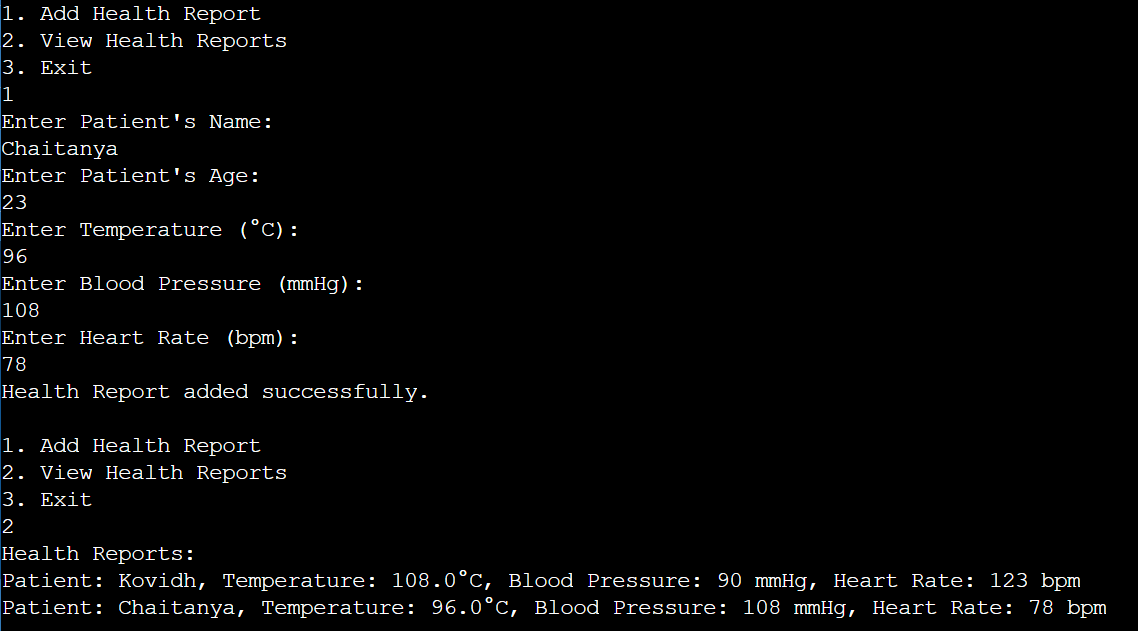 1. Add Health Report
2. View Health Reports
3. Exit
1
Enter Patient's Name:
Chaitanya
Enter Patient's Age:
23
Enter Temperature (°C):
96
Enter Blood Pressure (mmHg):
108
Enter Heart Rate (bpm):
78
Health Report added successfully.

1. Add Health Report
2. View Health Reports
3. Exit
2
Health Reports:
Patient: Kovidh, Temperature: 108.0°C, Blood Pressure: 90 mmHg, Heart Rate: 123 bpm
Patient: Chaitanya, Temperature: 96.0°C, Blood Pressure: 108 mmHg, Heart Rate: 78 bpm